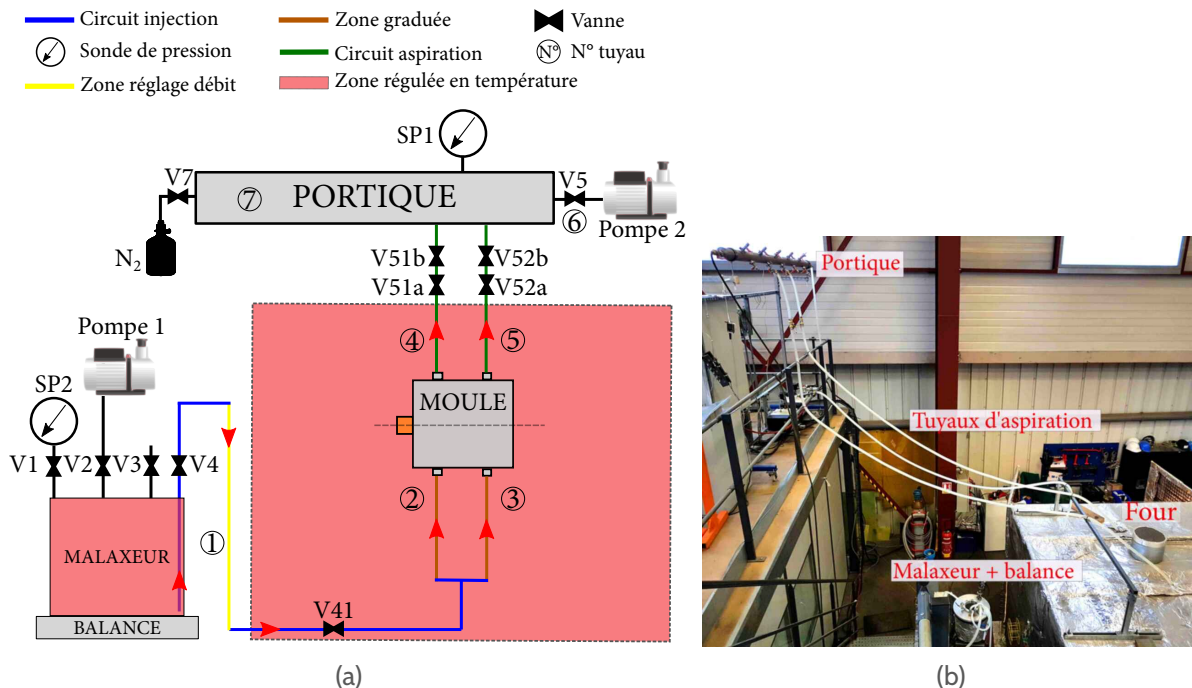 Circuit injection
Zone graduée
Vanne
Sonde de pression
Circuit aspiration
N° N° tuyau
Zone réglage débit
Zone régulée en température
SP1
V7
⑦ PORTIQUE
V5
⑥
Pompe 2
N₂
V51b
V52b
V51a
V52a
Portique
Pompe 1
④
⑤
SP2
MOULE
Tuyaux d'aspiration
V1
V2
V3
V4
②
③
Four
①
MALAXEUR
Malaxeur + balance
V41
BALANCE
(a)
(b)